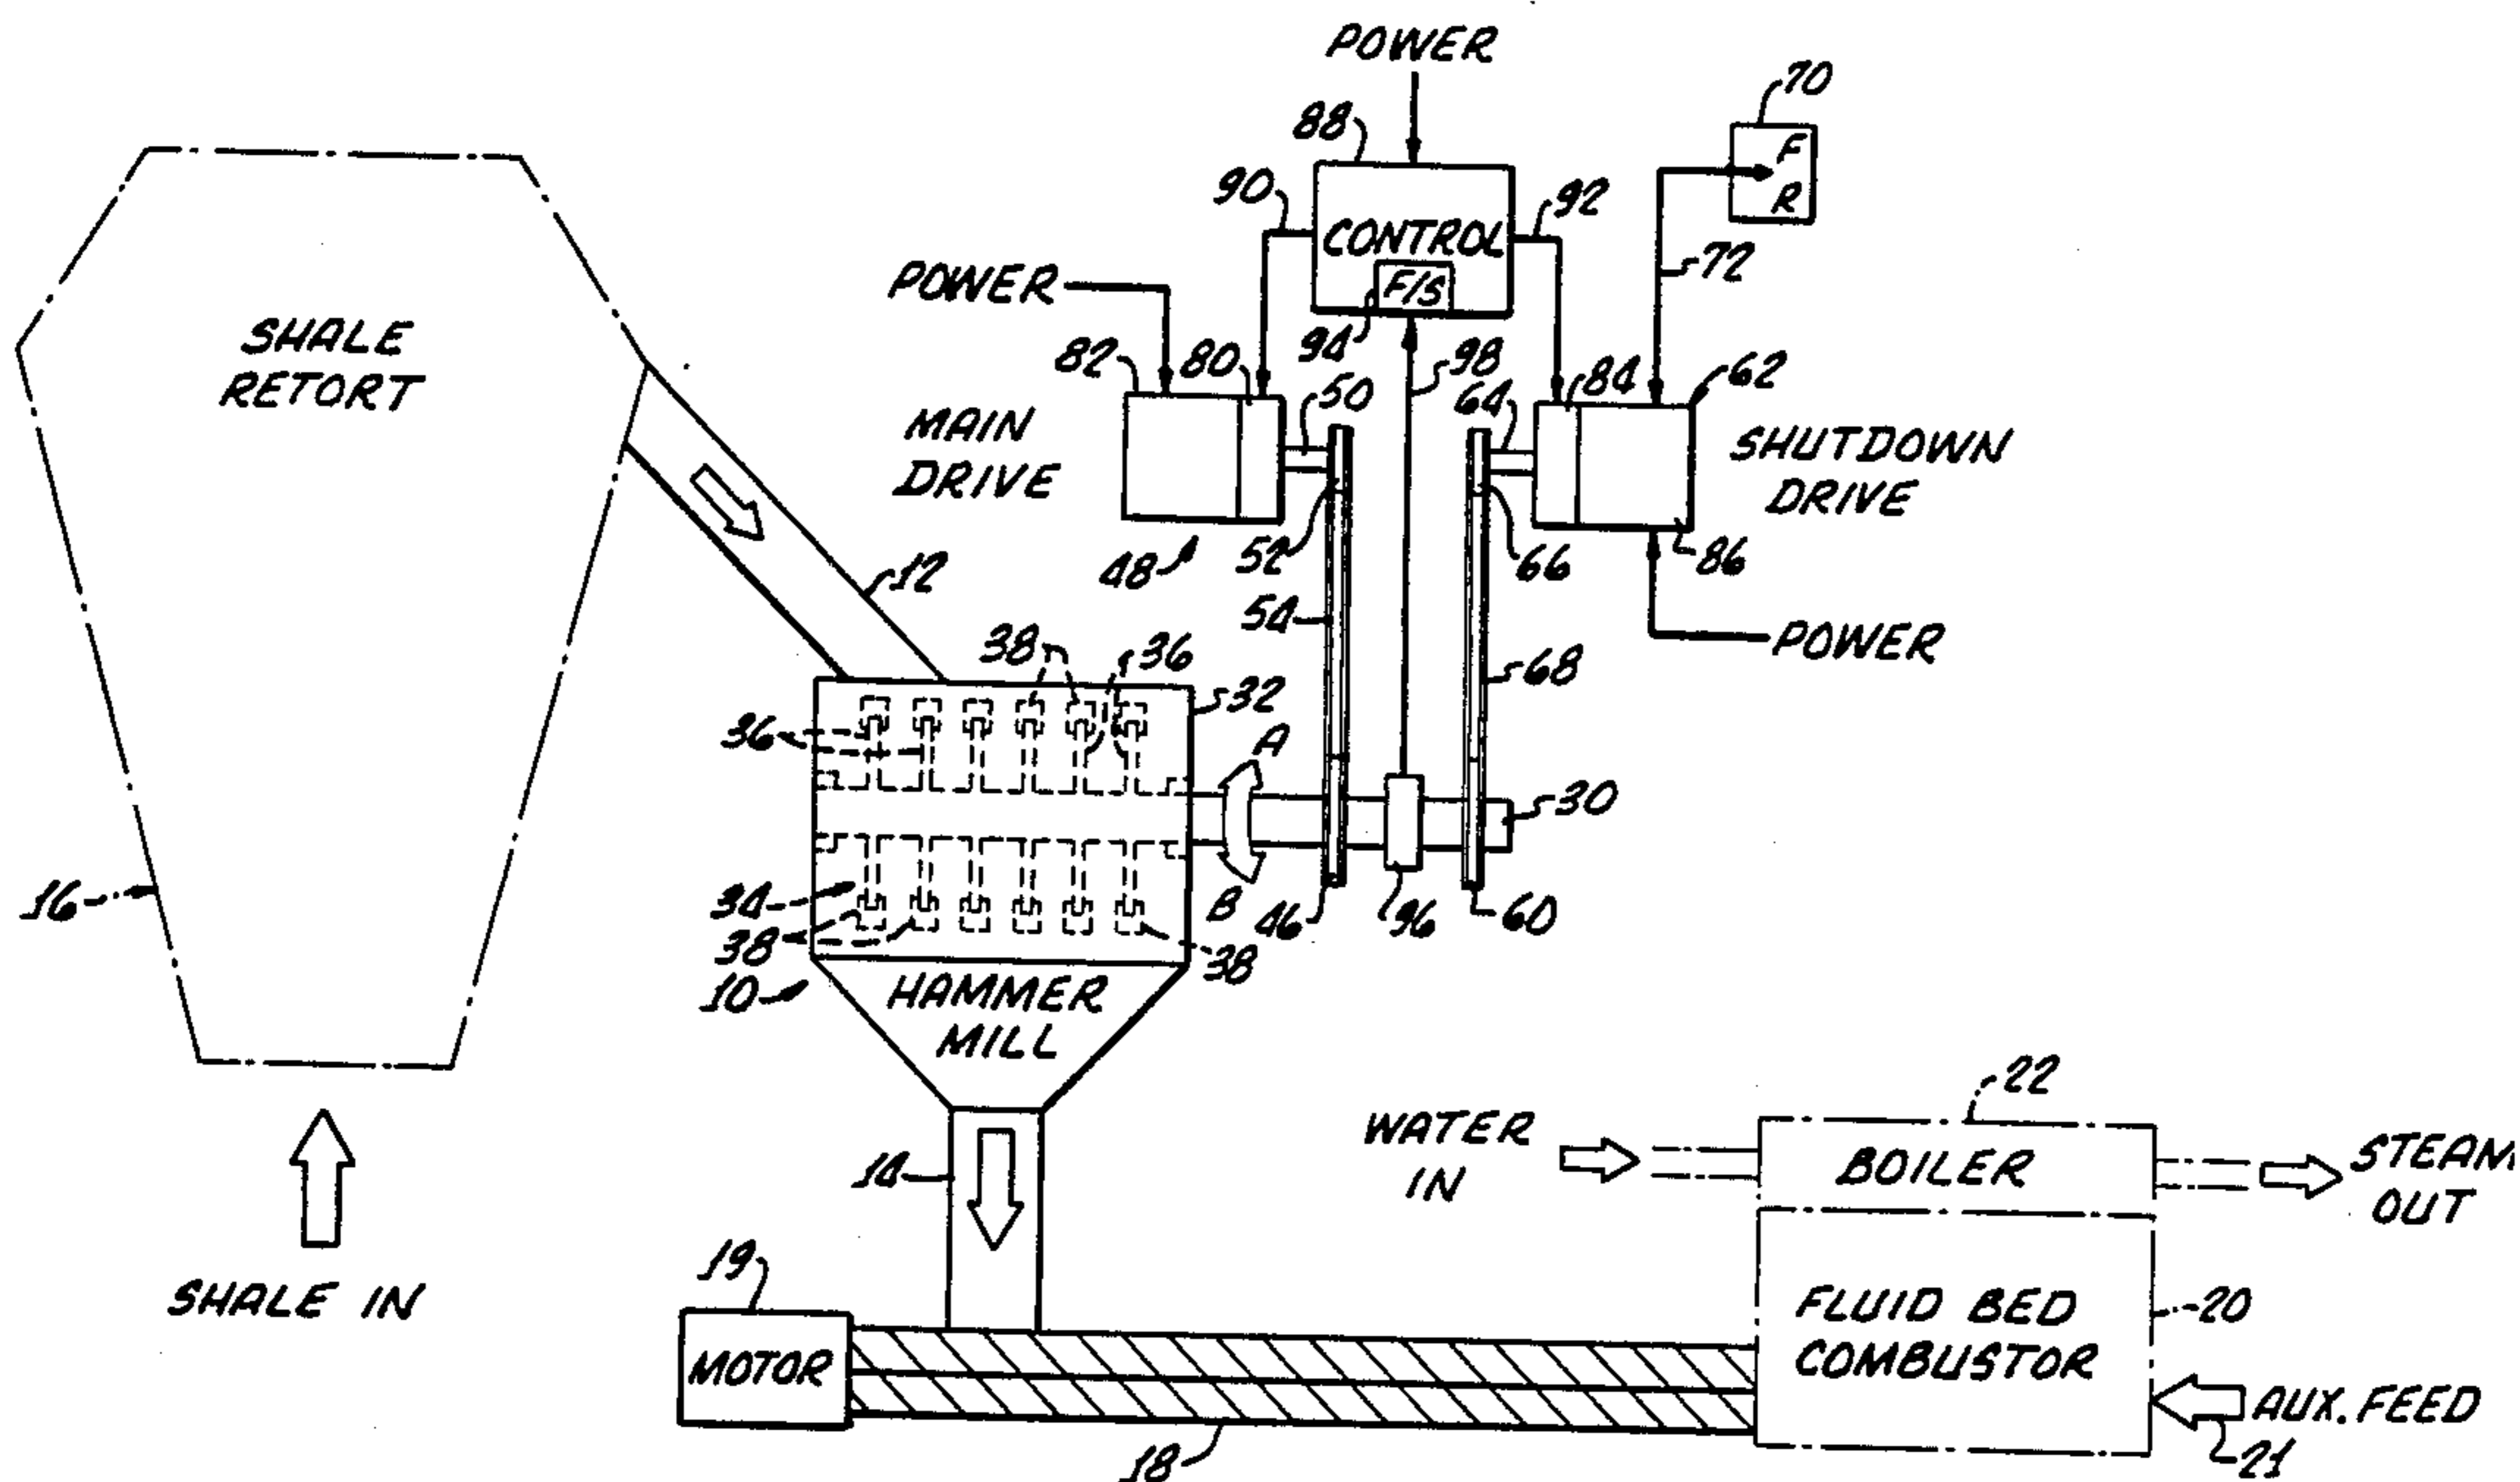 POWER
70
88
F
R
90
CONTROL
92
POWER
F/S
72
94
98
82
80
50
64
84
62
SHALE
RETORT
MAIN
DRIVE
SHUTDOWN
DRIVE
48
52
66
86
12
54
POWER
38
36
68
32
36
A
30
16
34
B
46
96
60
38
38
10
HAMMER
MILL
22
WATER
IN
BOILER
STEAM
OUT
14
19
SHALE IN
FLUID BED
COMBUSTOR
20
MOTOR
AUX. FEED
21
18